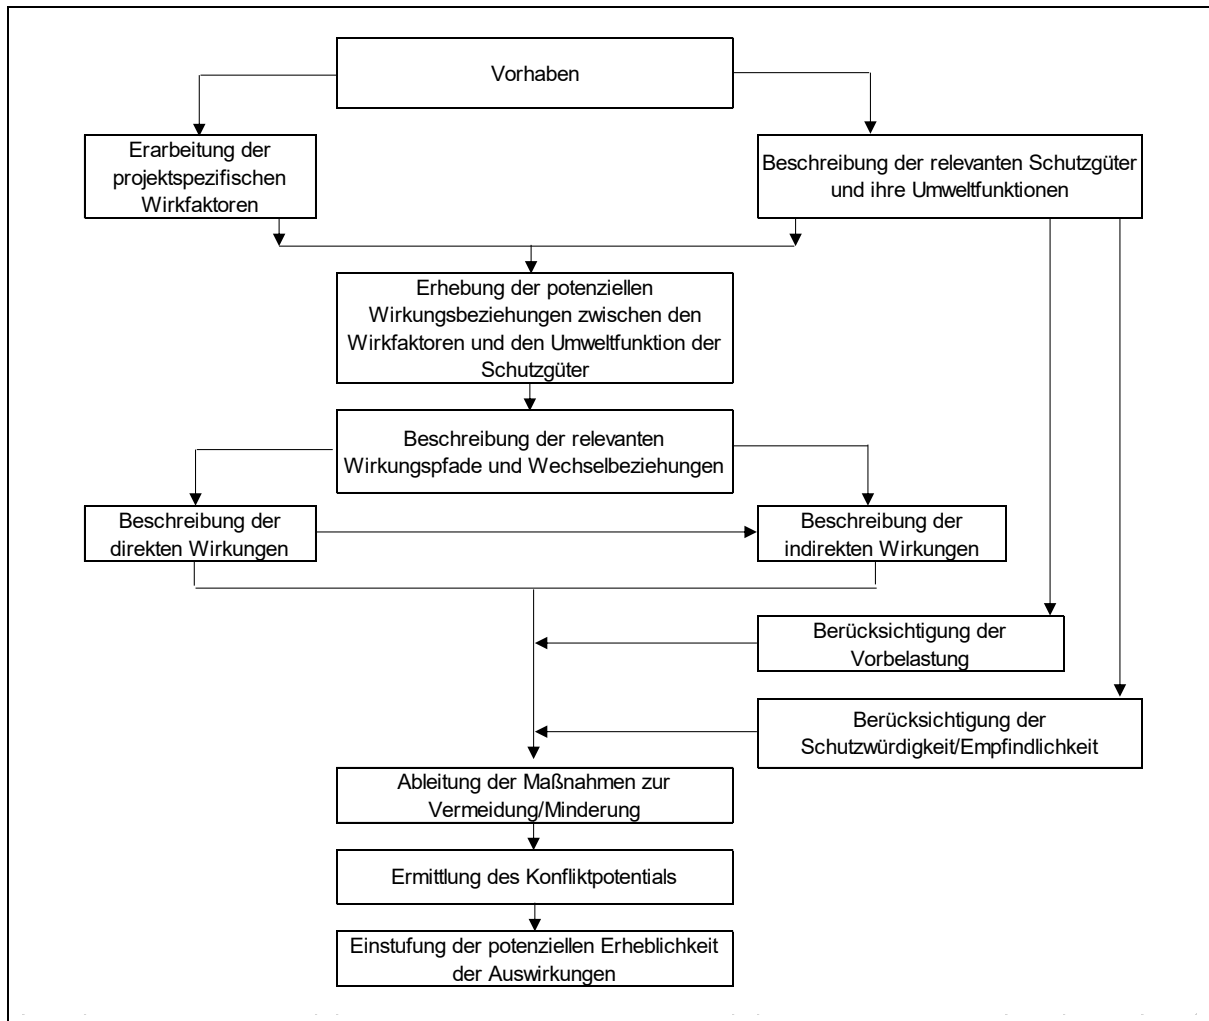 Vorhaben
Erarbeitung der
projektspezifischen
Wirkfaktoren
Beschreibung der relevanten Schutzgüter
und ihre Umweltfunktionen
Erhebung der potenziellen
Wirkungsbeziehungen zwischen den
Wirkfaktoren und den Umweltfunktion der
Schutzgüter
Beschreibung der relevanten
Wirkungspfade und Wechselbeziehungen
Beschreibung der
direkten Wirkungen
Beschreibung der
indirekten Wirkungen
Berücksichtigung der
Vorbelastung
Berücksichtigung der
Schutzwürdigkeit/Empfindlichkeit
Ableitung der Maßnahmen zur
Vermeidung/Minderung
Ermittlung des Konfliktpotentials
Einstufung der potenziellen Erheblichkeit
der Auswirkungen